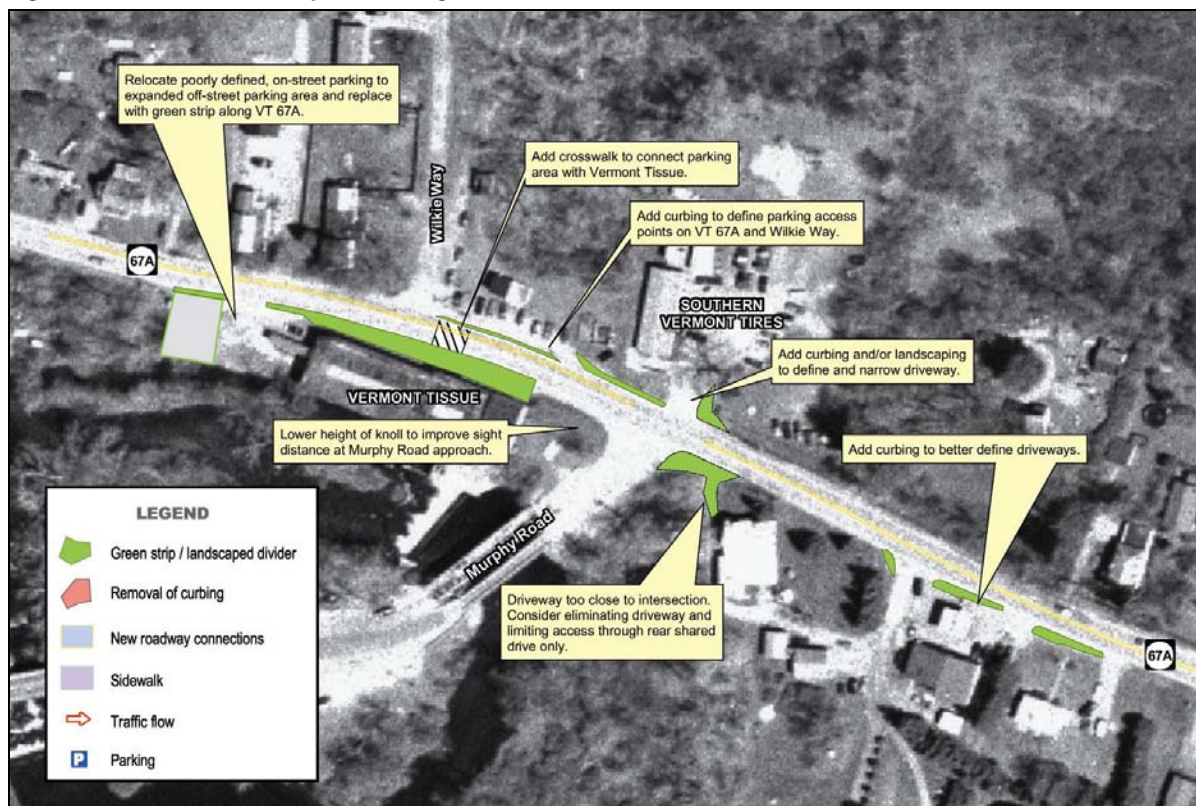 Relocate poorly defined, on-street parking to
expanded off-street parking area and replace
with green strip along VT 67A.
Wilkie Way
Add crosswalk to connect parking
area with Vermont Tissue.
Add curbing to define parking access
points on VT 67A and Wilkie Way.
67A
SOUTHERN
VERMONT TIRES
Add curbing and/or landscaping
to define and narrow driveway.
VERMONT TISSUE
Lower height of knoll to improve sight
distance at Murphy Road approach.
Add curbing to better define driveways.
Murphy Road
Driveway too close to intersection.
Consider eliminating driveway and
limiting access through rear shared
drive only.
67A
LEGEND
Green strip / landscaped divider
Removal of curbing
New roadway connections
Sidewalk
Traffic flow
P Parking